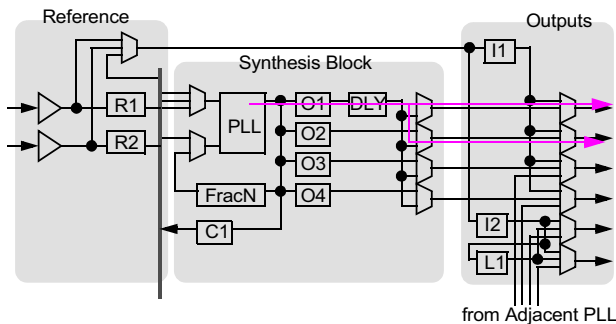 Reference
Outputs
Synthesis Block
I1
R1
O1
DLY
PLL
R2
O2
O3
FracN
O4
C1
I2
L1
from Adjacent PLL